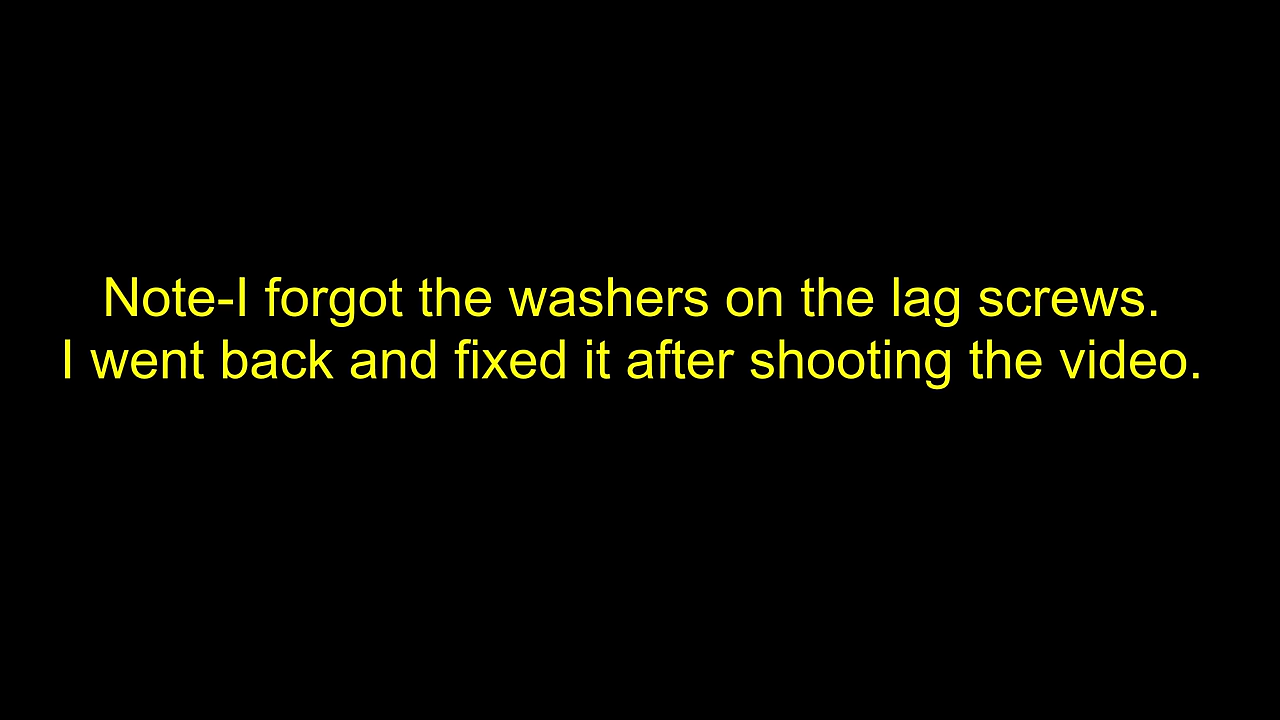 Note-I forgot the washers on the lag screws.
I went back and fixed it after shooting the video.